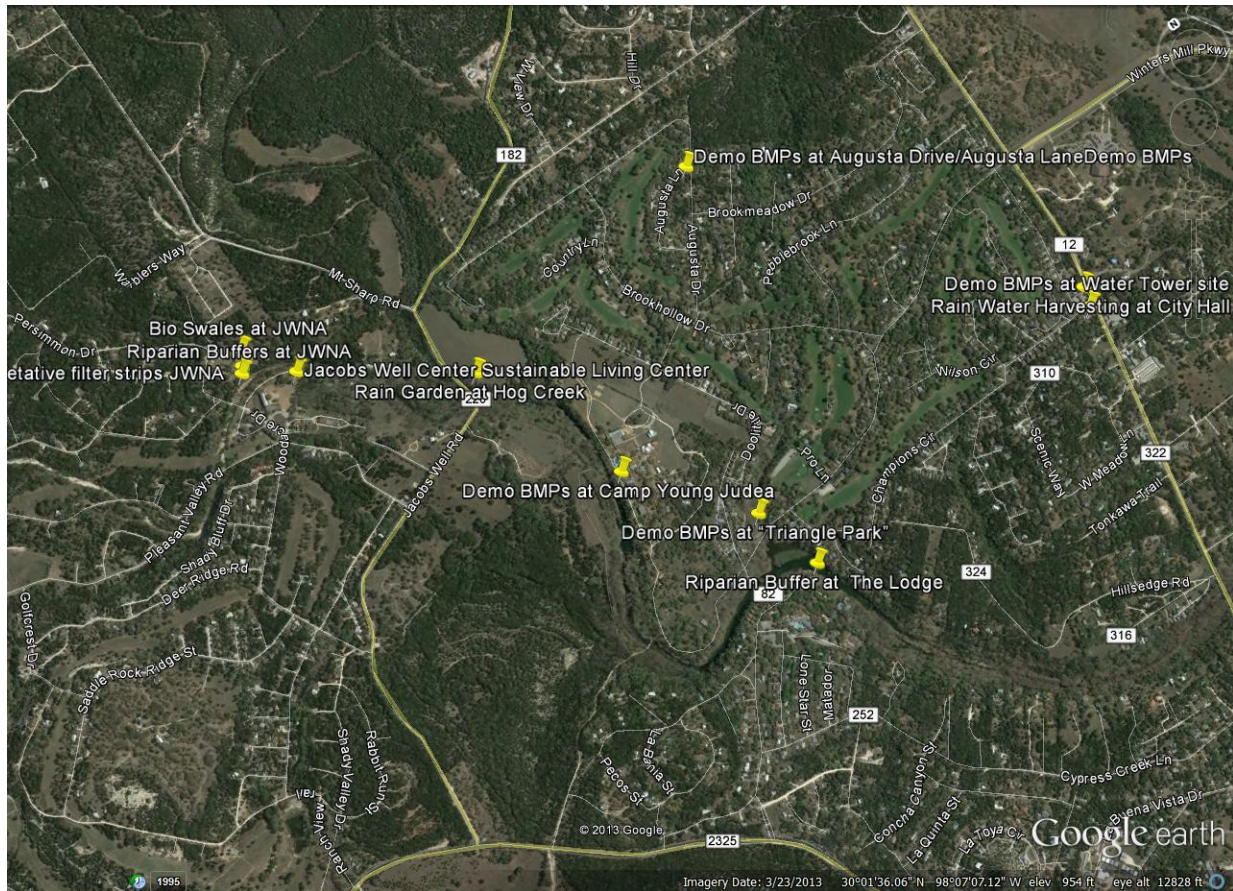 N
Winters Mill Pkwy
Hill Dr
W View Dr
182
Demo BMPs at Augusta Drive/Augusta LaneDemo BMPs
Augusta Ln
Brookmeadow Dr
Augusta Dr
Pebblebrook Ln
Country Ln
12
Mt Sharp Rd
Demo BMPs at Water Tower site
Rain Water Harvesting at City Hall
Brookhollow Dr
Persimmon Dr
Bio Swales at JWNA
Riparian Buffers at JWNA
etative filter strips JWNA
Jacobs Well Center Sustainable Living Center
Rain Garden at Hog Creek
220
Wilson Cir
310
Doolittle Dr
Scenic Way
W Meadow Ln
322
Pro Ln
Champions Cir
Tonkawa Trail
Jacobs Well Rd
Pleasant Valley Rd
Demo BMPs at Camp Young Judea
Demo BMPs at "Triangle Park"
Shady Bluff Dr
Deer Ridge Rd
Riparian Buffer at The Lodge
324
Hillsedge Rd
82
316
Golfcrest Dr
Saddle Rock Ridge St
Lone Star St
Matador
252
Rabbit Run St
Shady Valley Dr
Pecos St
Cypress Creek Ln
Concha Canyon St
La Quinta St
Buena Vista Dr
La Toya Cir
Ranch View
© 2013 Google
2325
Google earth
1995
Imagery Date: 3/23/2013 30°01'36.06" N 98°07'07.12" W elev 954 ft eye alt 12828 ft